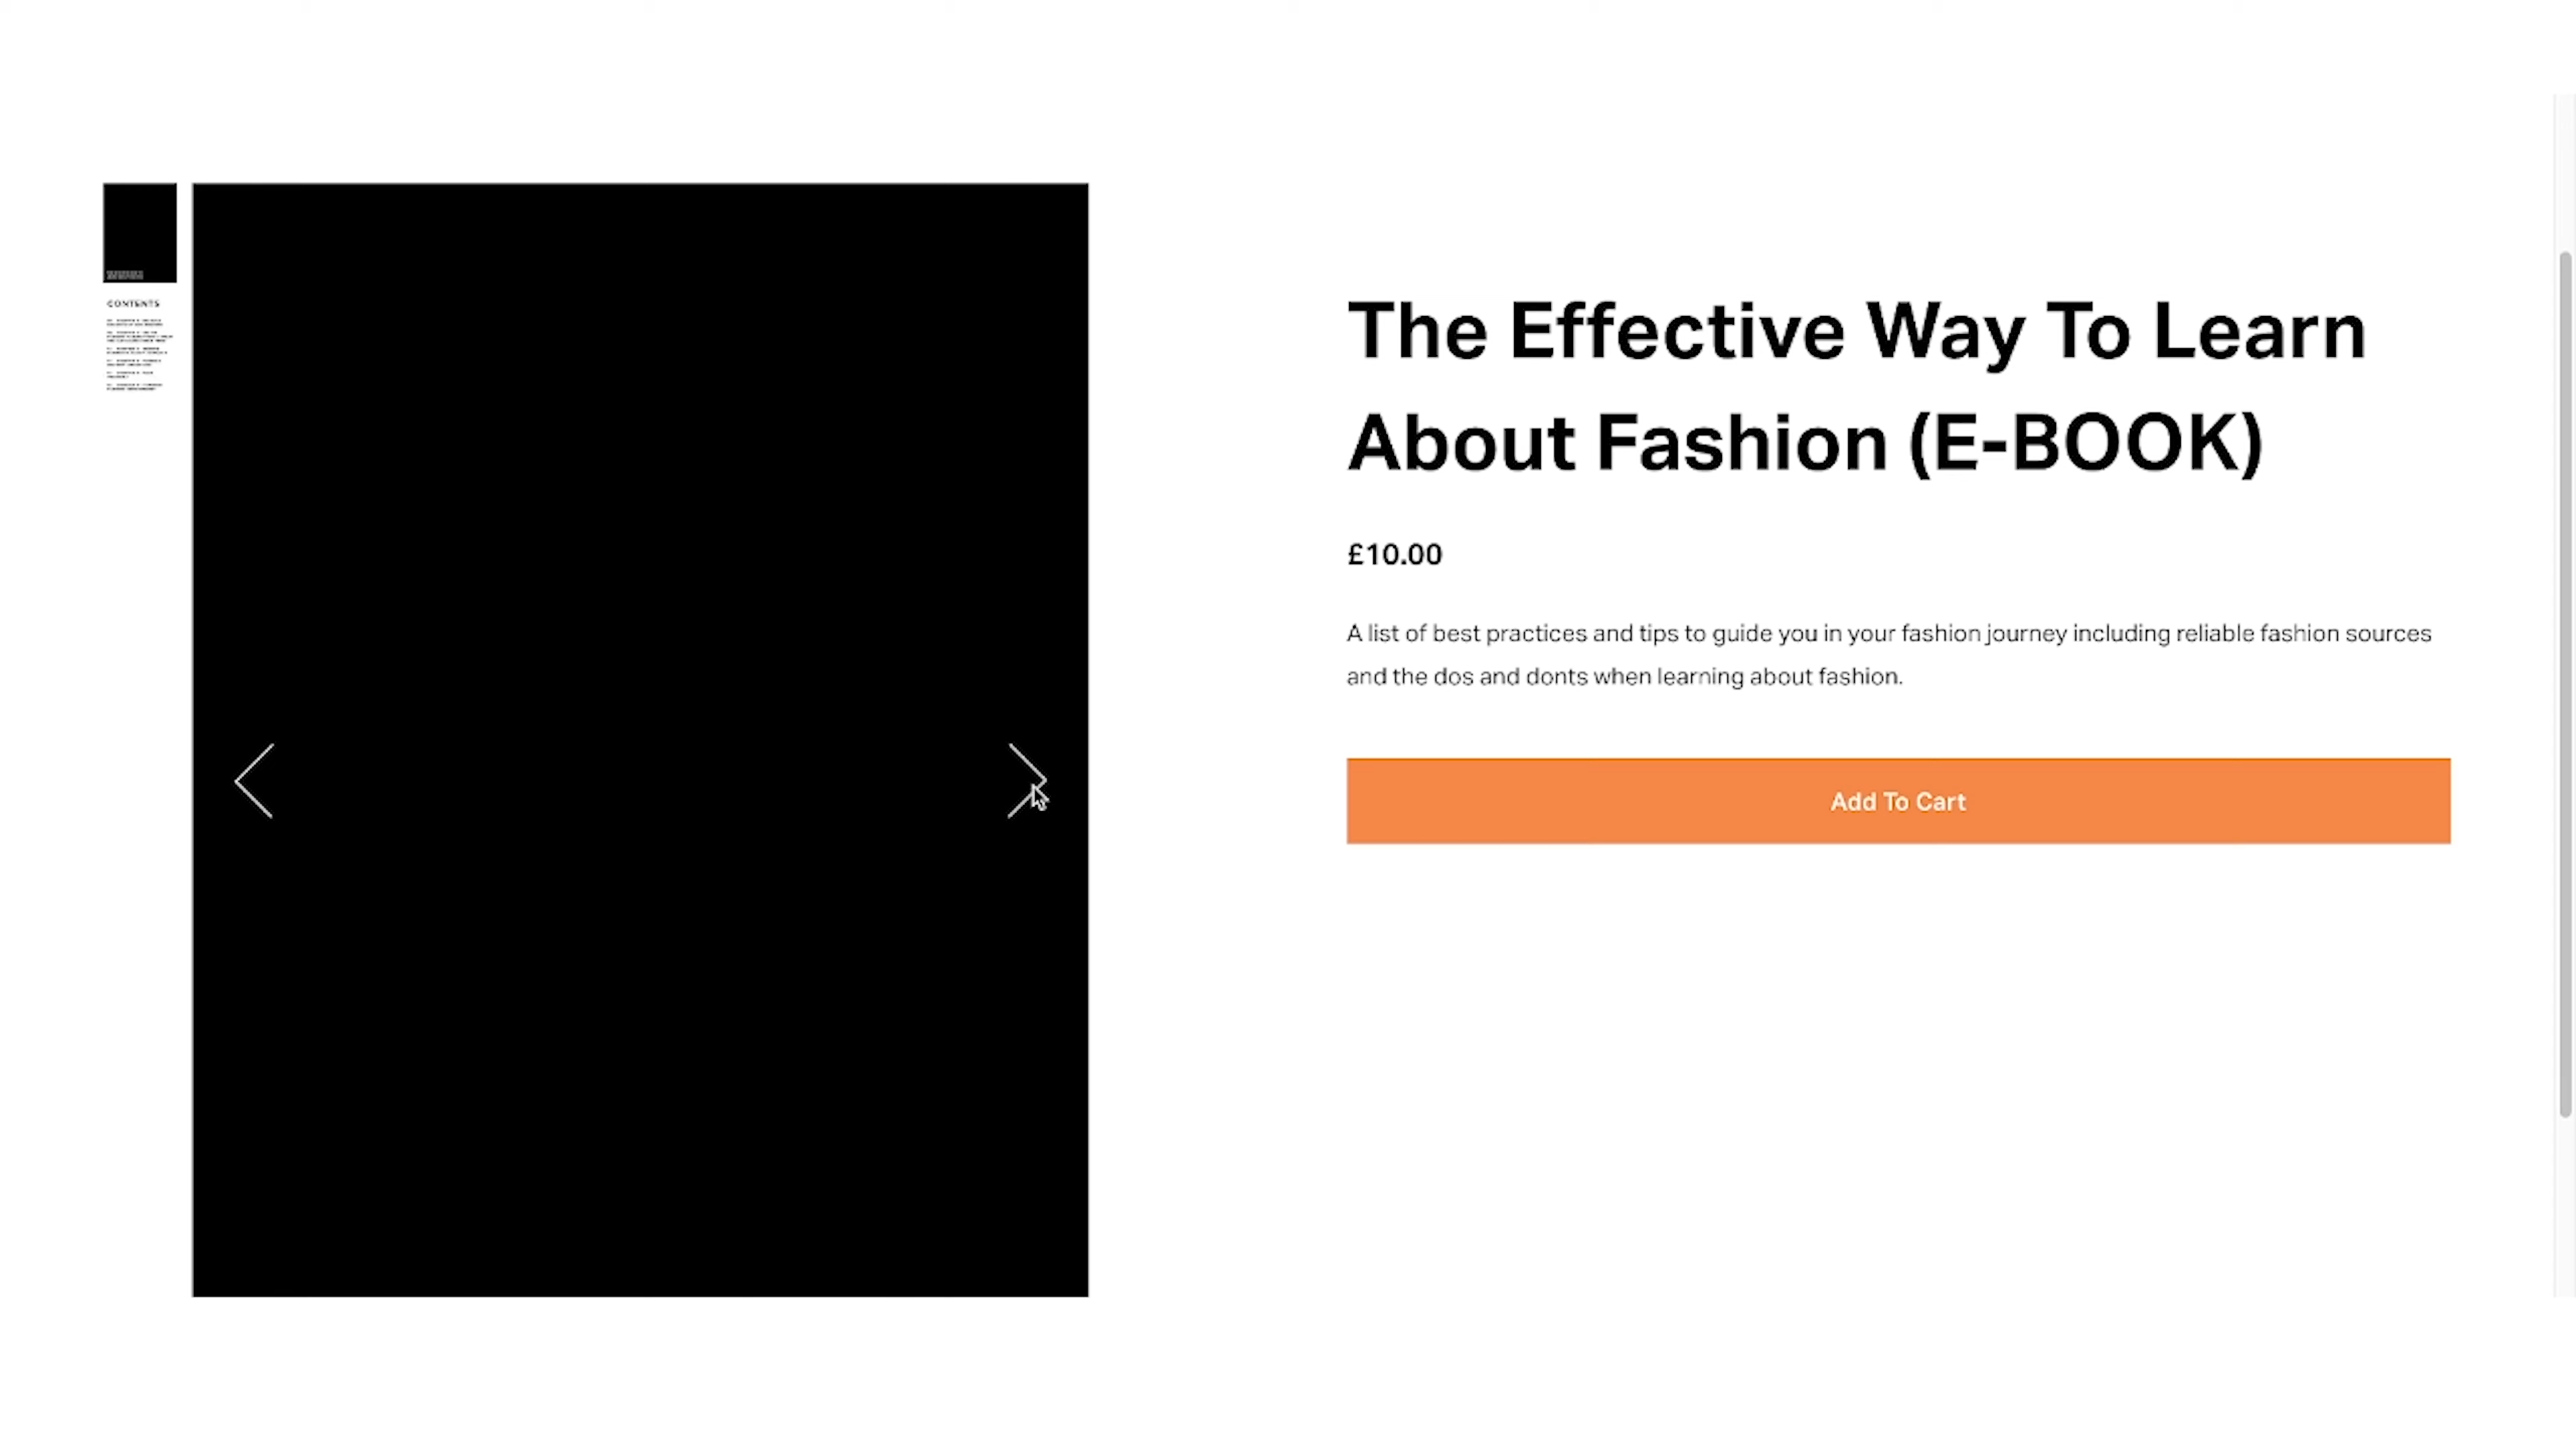 CONTENTS
The Effective Way To Learn
About Fashion (E-BOOK)
£10.00
A list of best practices and tips to guide you in your fashion journey including reliable fashion sources
and the dos and donts when learning about fashion.
Add To Cart